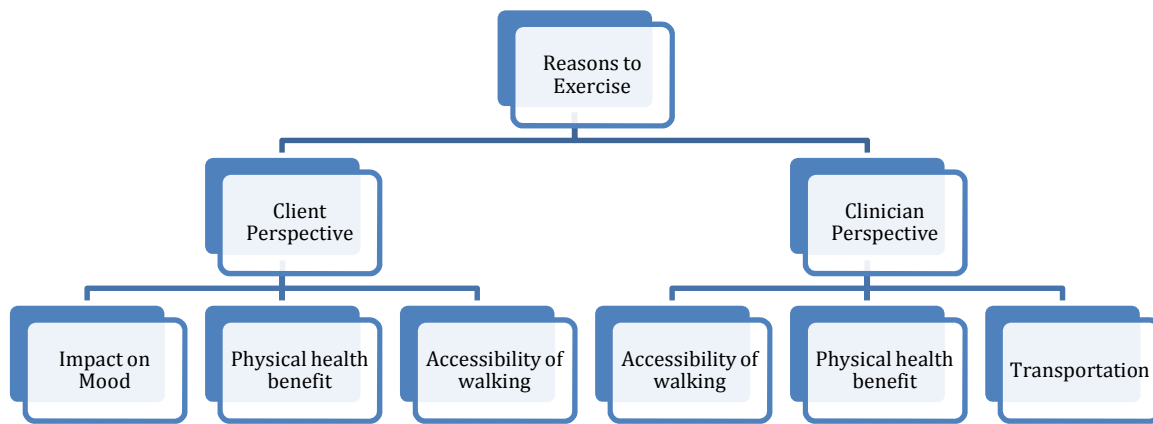 Reasons to
Exercise
Client
Perspective
Clinician
Perspective
Impact on
Mood
Physical health
benefit
Accessibility of
walking
Accessibility of
walking
Physical health
benefit
Transportation